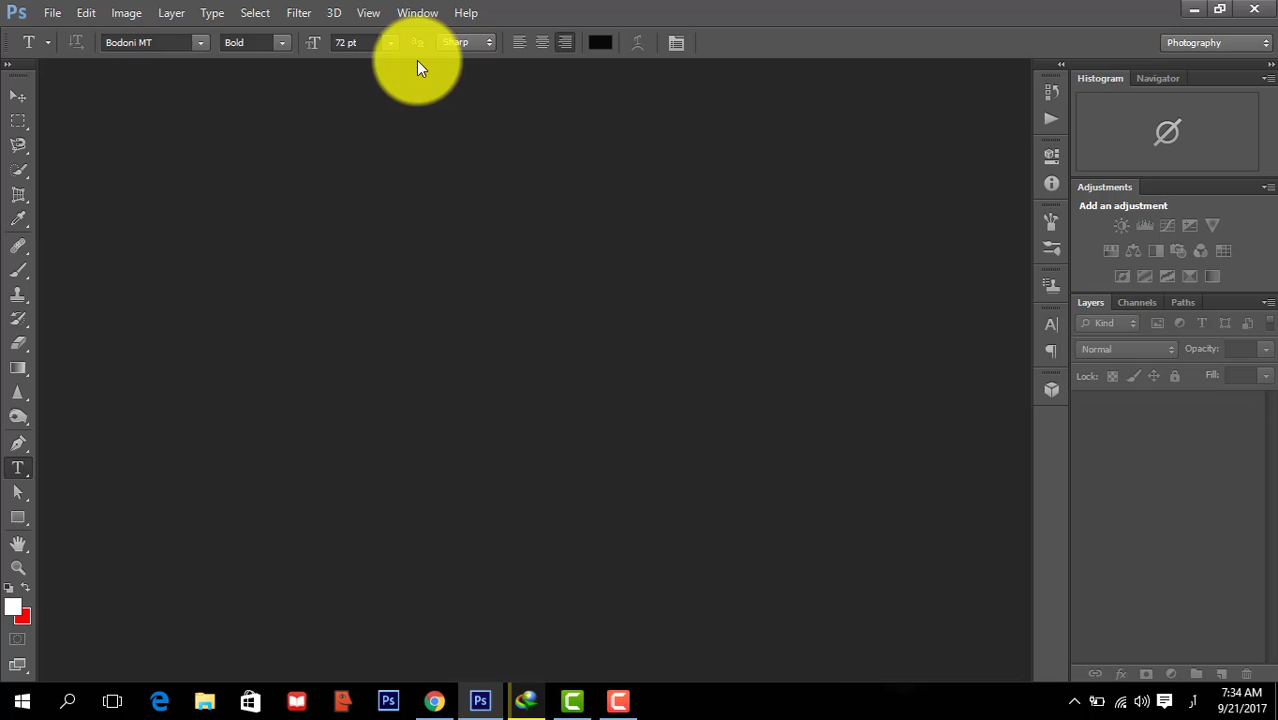 Ps File Edit Image Layer Type Select Filter 3D View Window Help
T Bodoni MT Bold 72 pt Sharp Photography
Histogram Navigator
Adjustments
Add an adjustment
Layers Channels Paths
Kind T
Normal Opacity:
Lock: Fill:
A
T
Ps Ps
7:34 AM
9/21/2017